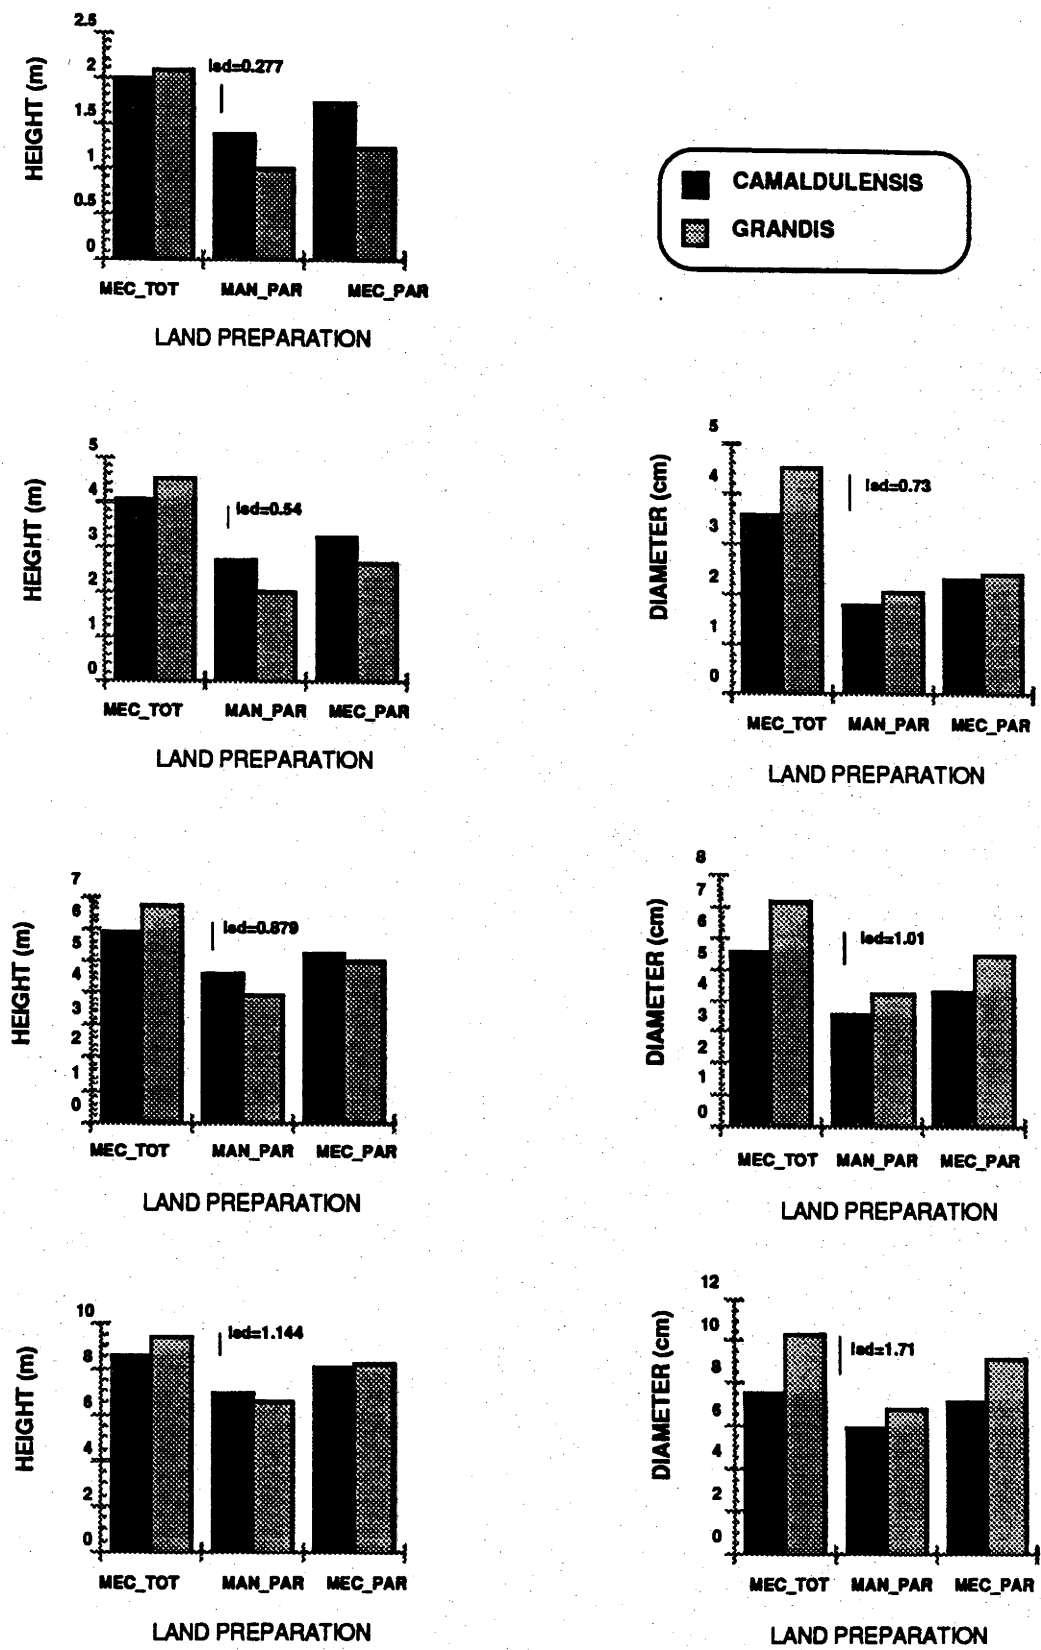 HEIGHT (m)
2.5
2
1.5
1
0.5
0
lsd=0.277
MEC_TOT MAN_PAR MEC_PAR
LAND PREPARATION
CAMALDULENSIS
GRANDIS
HEIGHT (m)
5
4
3
2
1
0
lsd=0.54
MEC_TOT MAN_PAR MEC_PAR
LAND PREPARATION
DIAMETER (cm)
5
4
3
2
1
0
lsd=0.73
MEC_TOT MAN_PAR MEC_PAR
LAND PREPARATION
HEIGHT (m)
7
6
5
4
3
2
1
0
lsd=0.879
MEC_TOT MAN_PAR MEC_PAR
LAND PREPARATION
DIAMETER (cm)
8
7
6
5
4
3
2
1
0
lsd=1.01
MEC_TOT MAN_PAR MEC_PAR
LAND PREPARATION
HEIGHT (m)
10
8
6
4
2
0
lsd=1.144
MEC_TOT MAN_PAR MEC_PAR
LAND PREPARATION
DIAMETER (cm)
12
10
8
6
4
2
0
lsd=1.71
MEC_TOT MAN_PAR MEC_PAR
LAND PREPARATION